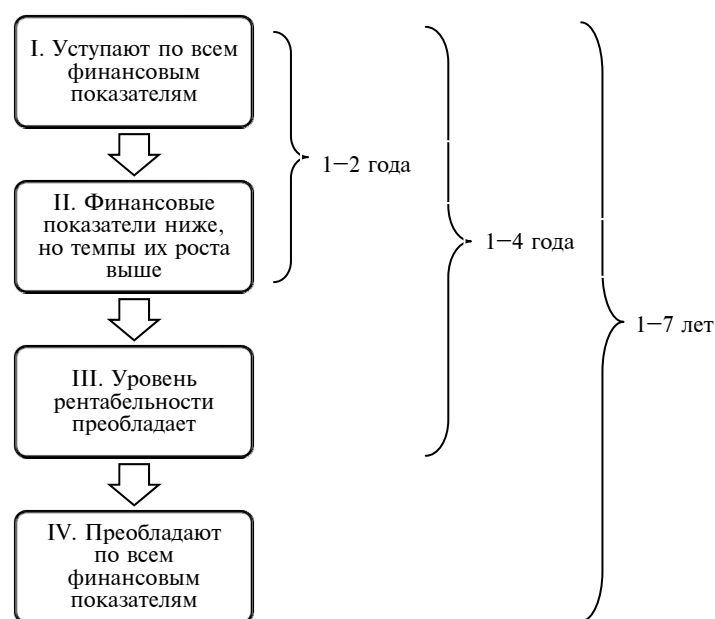 I. Уступают по всем
финансовым
показателям
1–2 года
II. Финансовые
показатели ниже,
но темпы их роста
выше
1–4 года
1–7 лет
III. Уровень
рентабельности
преобладает
IV. Преобладают
по всем
финансовым
показателям